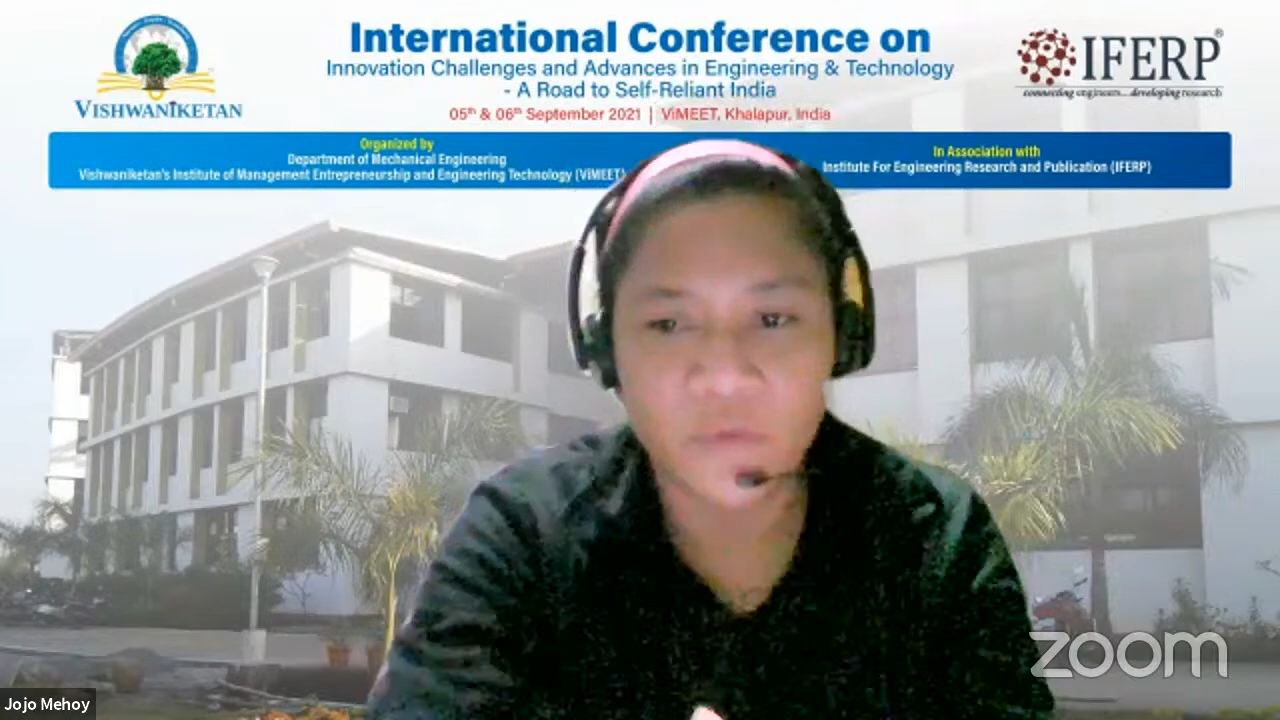 International Conference on
Innovation Challenges and Advances in Engineering & Technology
- A Road to Self-Reliant India
05th & 06th September 2021 | ViMEET, Khalapur, India
VISHWANIKETAN
IFERP®
connecting engineers... developing research
Organized by
Department of Mechanical Engineering
Vishwaniketan's Institute of Management Entrepreneurship and Engineering Technology (ViMEET)
In Association with
Institute For Engineering Research and Publication (IFERP)
zoom
Jojo Mehoy